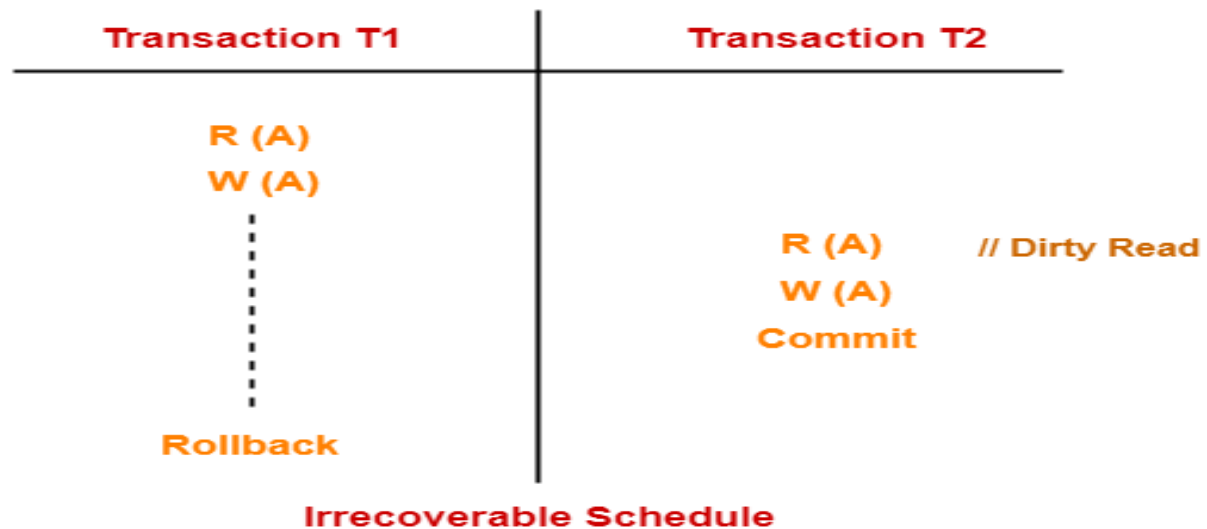 Transaction T1
Transaction T2
R (A)
W (A)
R (A) // Dirty Read
W (A)
Commit
Rollback
Irrecoverable Schedule